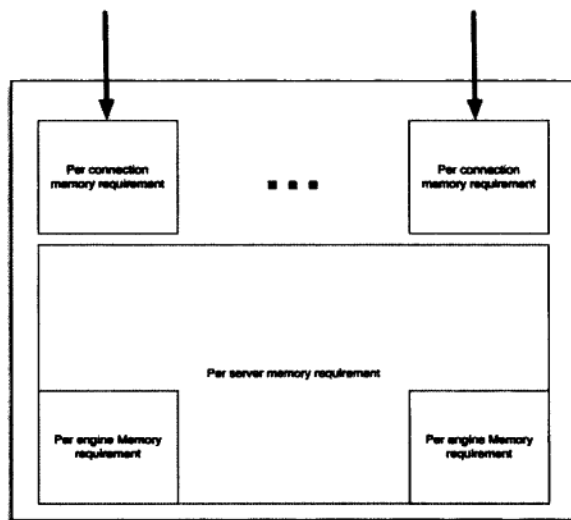 Per connection
memory requirement
Per connection
memory requirement
Per server memory requirement
Per engine Memory
requirement
Per engine Memory
requirement